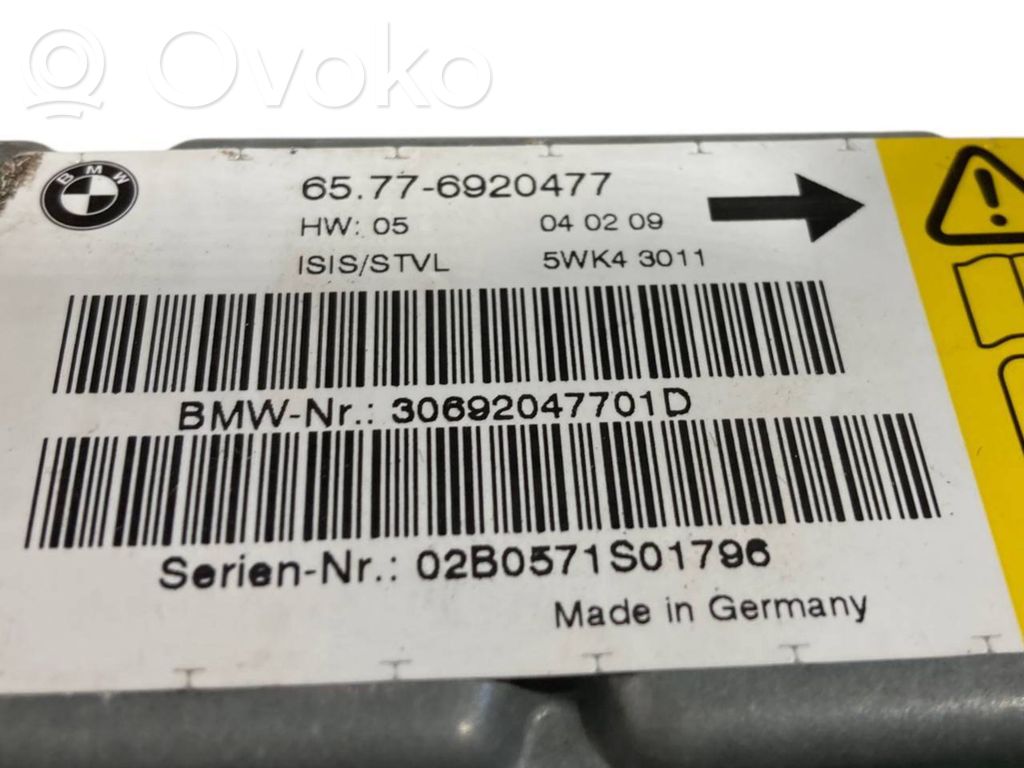 Ovoko
BMW
65.77-6920477
HW: 05 04 02 09
ISIS/STVL 5WK4 3011
BMW-Nr.: 30692047701D
Serien-Nr.: 02B0571S01796
Made in Germany